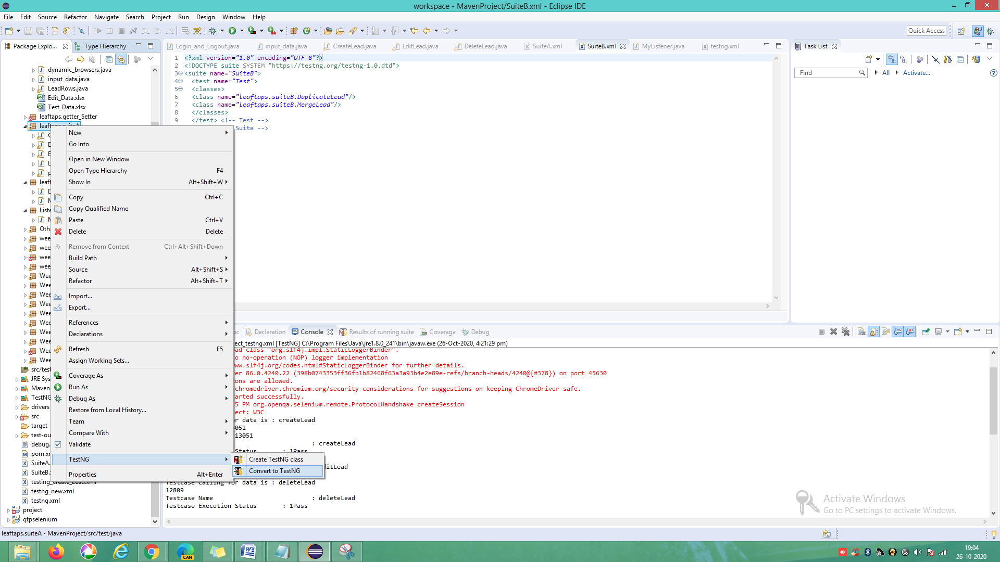 workspace - MavenProject/SuiteB.xml - Eclipse IDE
File Edit Source Refactor Navigate Search Project Run Design Window Help
Quick Access
Package Explo...
Type Hierarchy
dynamic_browsers.java
input_data.java
LeadRows.java
Edit_Data.xlsx
Test_Data.xlsx
leaftaps.getter_Setter
leaftaps.suiteA
New
Go Into
Open in New Window
Open Type Hierarchy F4
Show In Alt+Shift+W
Copy Ctrl+C
Copy Qualified Name
Paste Ctrl+V
Delete Delete
Remove from Context Ctrl+Alt+Shift+Down
Build Path
Source Alt+Shift+S
Refactor Alt+Shift+T
Import...
Export...
References
Declarations
Refresh F5
Assign Working Sets...
Coverage As
Run As
Debug As
Restore from Local History...
Team
Compare With
Validate
TestNG
Properties Alt+Enter
Create TestNG class
Convert to TestNG
leaft
Liste
Oth
wee
wee
wee
wee
Wee
Wee
Wee
Wee
Wee
Wee
Wee
Wee
Wee
Wee
src/test
JRE Sys
Maven
TestNG
drivers
src
target
test-ou
debug.
pom.xm
SuiteA.
SuiteB.
testing_create_Lead.xml
testng_new.xml
testng.xml
project
qtpselenium
leaftaps.suiteA - MavenProject/src/test/java
Login_and_Logout.java input_data.java CreateLead.java EditLead.java DeleteLead.java SuiteA.xml SuiteB.xml MyListener.java testng.xml
1 <?xml version="1.0" encoding="UTF-8"?>
2 <!DOCTYPE suite SYSTEM "https://testng.org/testng-1.0.dtd">
3 <suite name="SuiteB">
4 <test name="Test">
5 <classes>
6 <class name="leaftaps.suiteB.DuplicateLead"/>
7 <class name="leaftaps.suiteB.MergeLead"/>
8 </classes>
9 </test> <!-- Test -->
Suite -->
Task List
Find
All
Activate...
oc Declaration Console Results of running suite Coverage Debug
ect_testng.xml [TestNG] C:\Program Files\Java\jre1.8.0_241\bin\javaw.exe (26-Oct-2020, 4:21:29 pm)
ad class "org.slf4j.impl.StaticLoggerBinder".
to no-operation (NOP) logger implementation
ww.slf4j.org/codes.html#StaticLoggerBinder for further details.
ver 86.0.4240.22 (398b0743353ff36fb1b82468f63a3a93b4e2e89e-refs/branch-heads/4240@{#378}) on port 45630
ons are allowed.
/chromedriver.chromium.org/security-considerations for suggestions on keeping ChromeDriver safe.
arted successfully.
35 PM org.openqa.selenium.remote.ProtocolHandshake createSession
ect: W3C
or data is : createLead
3051
13051
: createLead
Status : 1Pass
ditLead
Testcase Calling for data is : deleteLead
12809
Testcase Name : deleteLead
Testcase Execution Status : 1Pass
Activate Windows
Go to PC settings to activate Windows.
CAN
19:04
26-10-2020